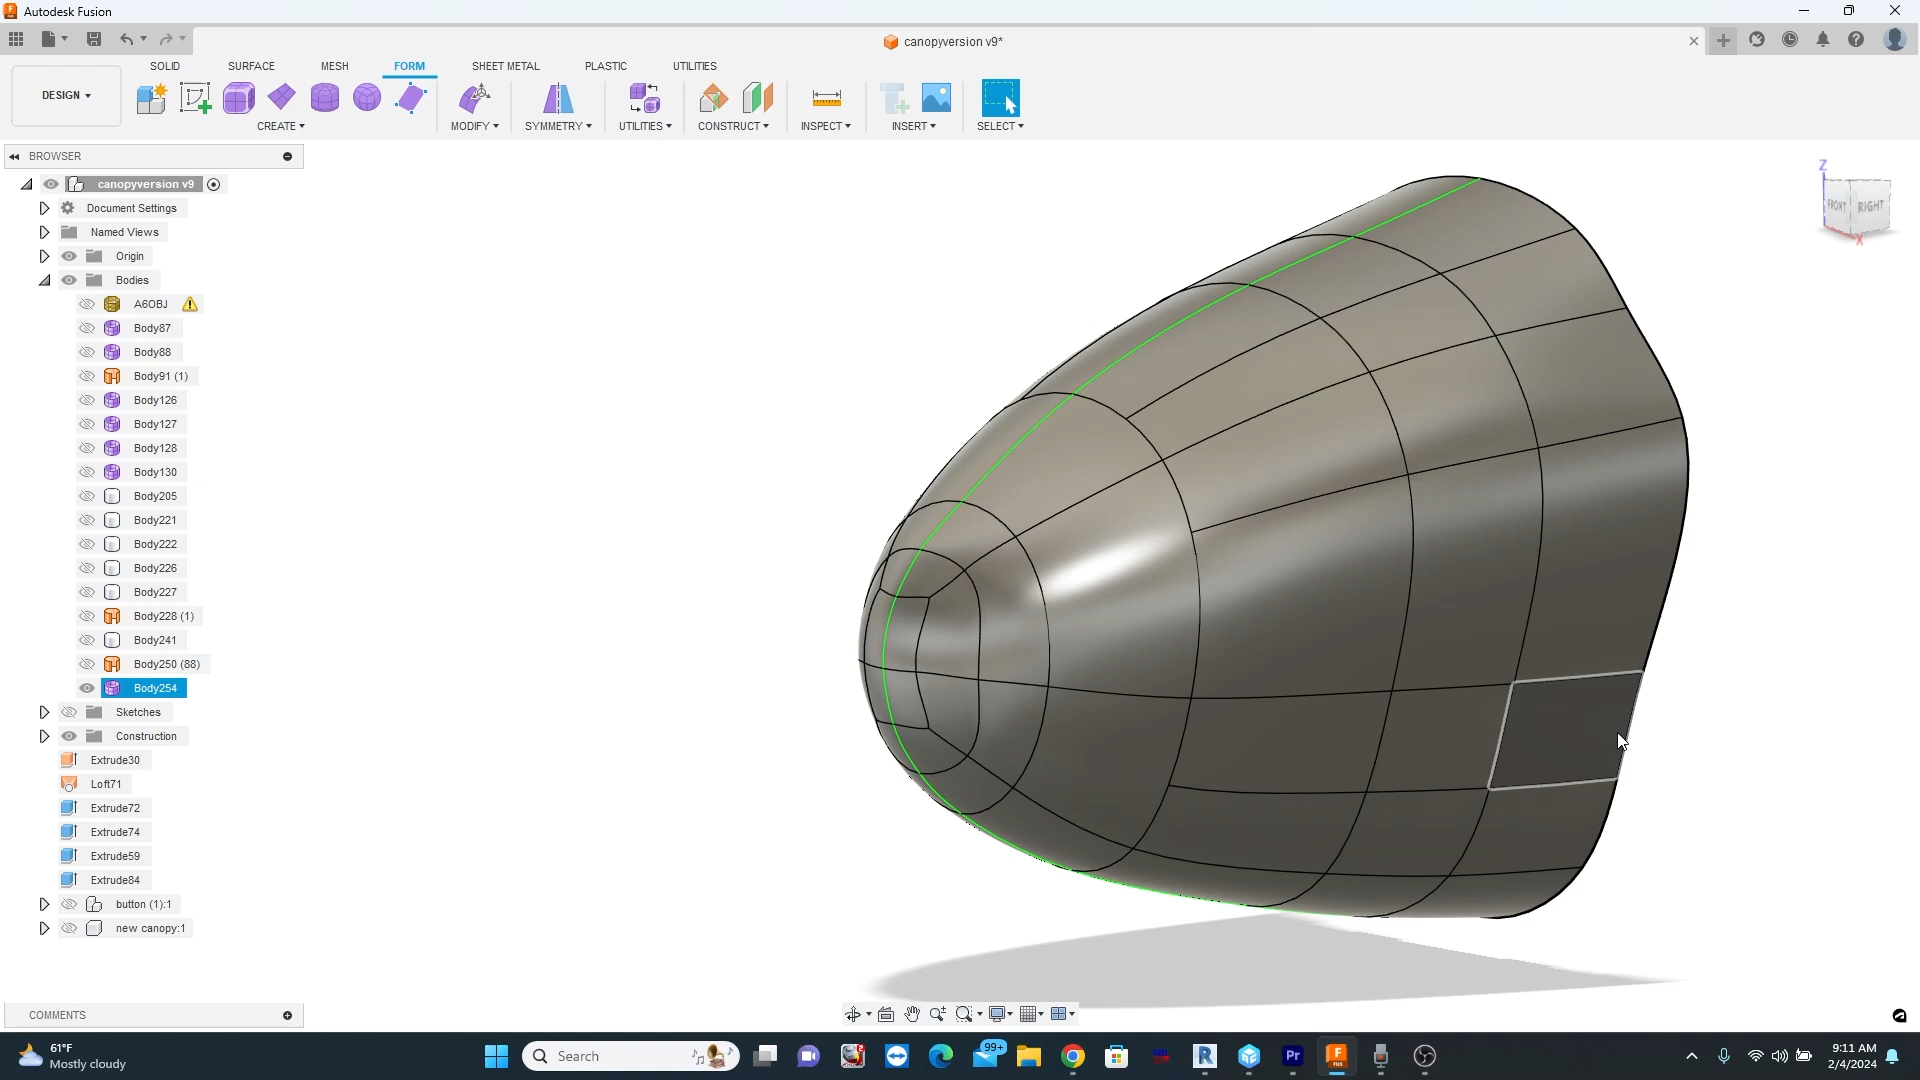 Autodesk Fusion
canopyversion v9*
SOLID SURFACE MESH FORM SHEET METAL PLASTIC UTILITIES
DESIGN
CREATE MODIFY SYMMETRY UTILITIES CONSTRUCT INSPECT INSERT SELECT
BROWSER
canopyversion v9
Document Settings
Named Views
Origin
Bodies
A6OBJ
Body87
Body88
Body91 (1)
Body126
Body127
Body128
Body130
Body205
Body221
Body222
Body226
Body227
Body228 (1)
Body241
Body250 (88)
Body254
Sketches
Construction
Extrude30
Loft71
Extrude72
Extrude74
Extrude59
Extrude84
button (1):1
new canopy:1
Z
FRONT RIGHT
X
COMMENTS
61°F
Mostly cloudy
Search
99+
R
Pr
F
FUS
9:11 AM
2/4/2024